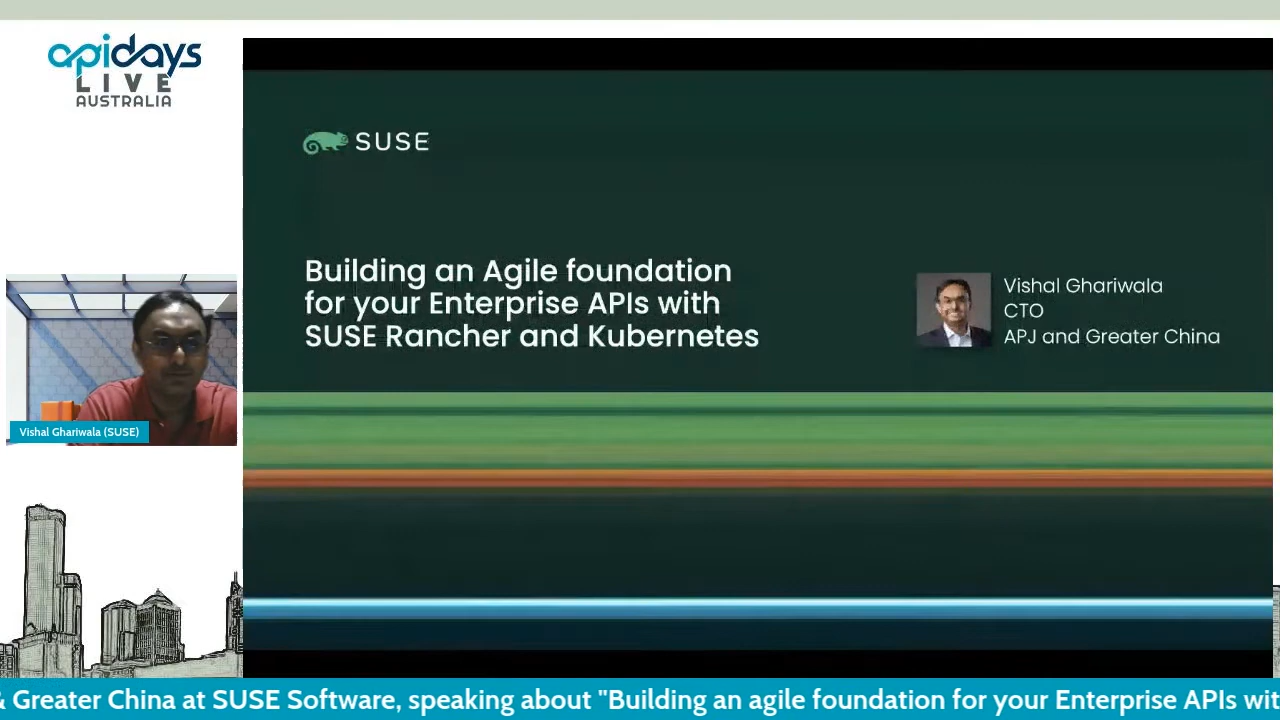 apidays
LIVE
AUSTRALIA
SUSE
Building an Agile foundation
for your Enterprise APIs with
SUSE Rancher and Kubernetes
Vishal Ghariwala
CTO
APJ and Greater China
Vishal Ghariwala (SUSE)
& Greater China at SUSE Software, speaking about "Building an agile foundation for your Enterprise APIs wit